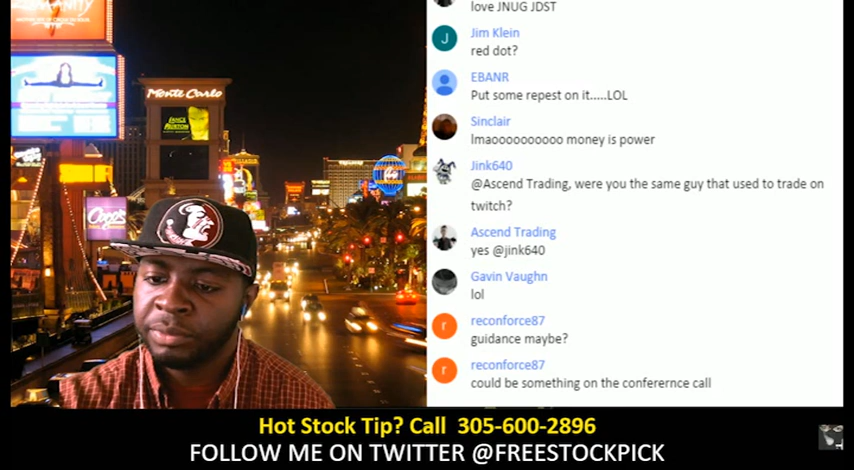 Monte Carlo
love JNUG JDST
J
Jim Klein
red dot?
EBANR
Put some repest on it.....LOL
Sinclair
lmaoooooooooo money is power
Jink640
@Ascend Trading, were you the same guy that used to trade on
twitch?
Ascend Trading
yes @jink640
Gavin Vaughn
lol
r
reconforce87
guidance maybe?
r
reconforce87
could be something on the conferernce call
Hot Stock Tip? Call 305-600-2896
FOLLOW ME ON TWITTER @FREESTOCKPICK